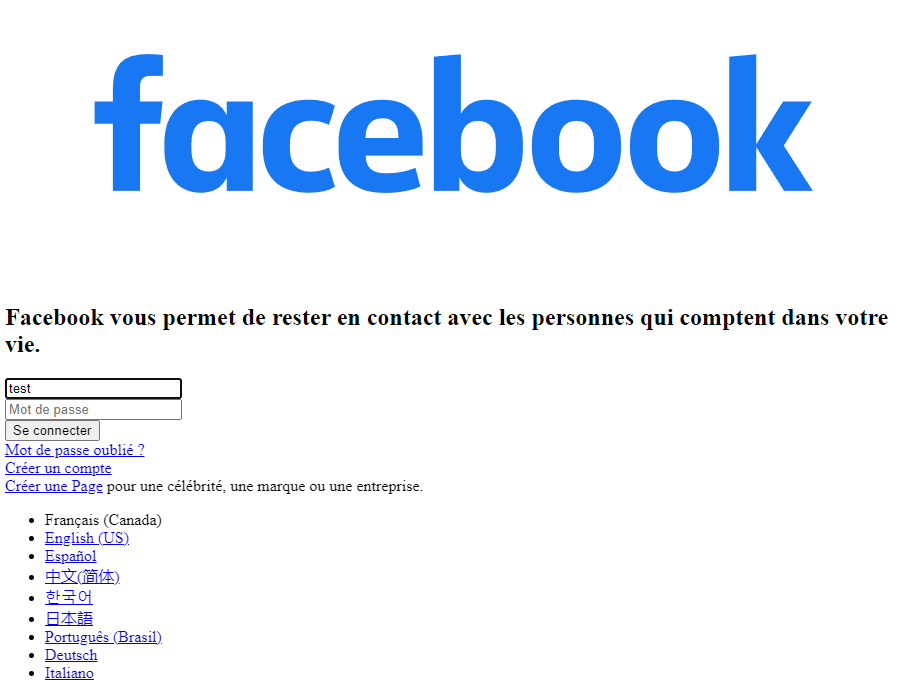 facebook
Facebook vous permet de rester en contact avec les personnes qui comptent dans votre
vie.
test
Mot de passe
Se connecter
Mot de passe oublié ?
Créer un compte
Créer une Page pour une célébrité, une marque ou une entreprise.
Français (Canada)
English (US)
Español
中文(简体)
한국어
日本語
Português (Brasil)
Deutsch
Italiano